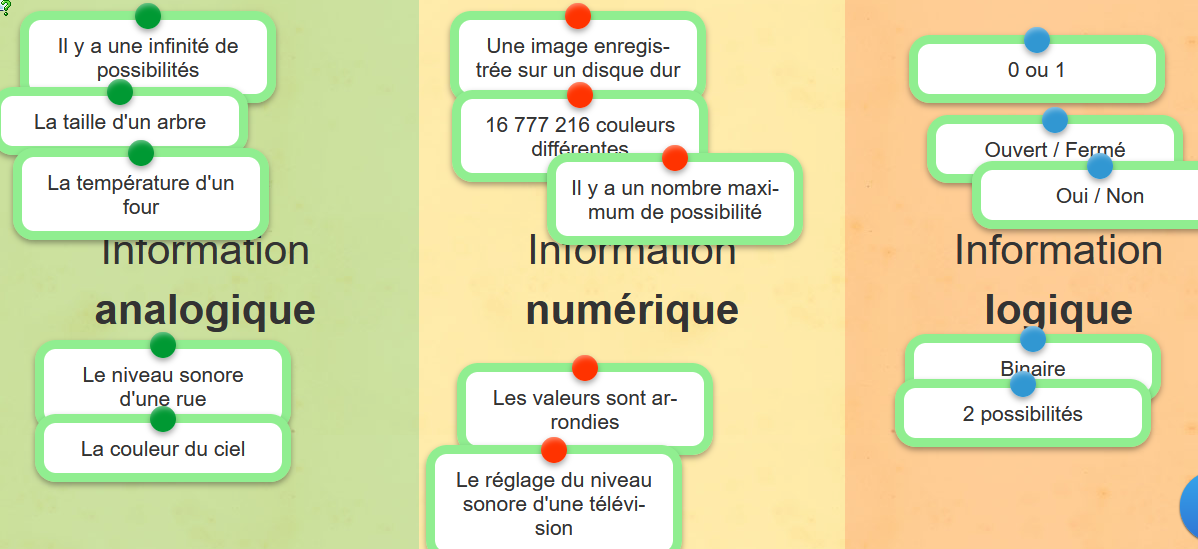 Il y a une infinité de
possibilités
La taille d'un arbre
La température d'un
four
Information
analogique
Le niveau sonore
d'une rue
La couleur du ciel
Une image enregis-
trée sur un disque dur
16 777 216 couleurs
différentes
Il y a un nombre maxi-
mum de possibilité
Information
numérique
Les valeurs sont ar-
rondies
Le réglage du niveau
sonore d'une télévi-
sion
0 ou 1
Ouvert / Fermé
Oui / Non
Information
logique
Binaire
2 possibilités